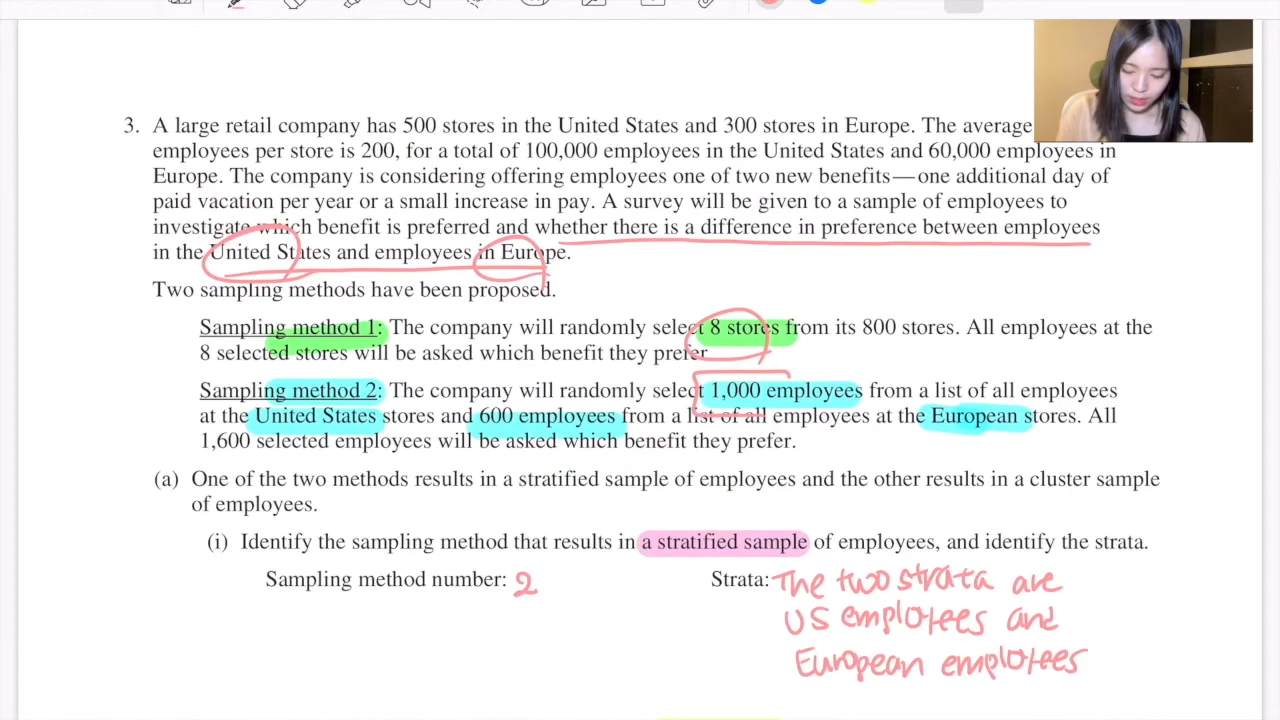 3. A large retail company has 500 stores in the United States and 300 stores in Europe. The average
employees per store is 200, for a total of 100,000 employees in the United States and 60,000 employees in
Europe. The company is considering offering employees one of two new benefits—one additional day of
paid vacation per year or a small increase in pay. A survey will be given to a sample of employees to
investigate which benefit is preferred and whether there is a difference in preference between employees
in the United States and employees in Europe.
Two sampling methods have been proposed.
Sampling method 1: The company will randomly select 8 stores from its 800 stores. All employees at the
8 selected stores will be asked which benefit they prefer
Sampling method 2: The company will randomly select 1,000 employees from a list of all employees
at the United States stores and 600 employees from a list of all employees at the European stores. All
1,600 selected employees will be asked which benefit they prefer.
(a) One of the two methods results in a stratified sample of employees and the other results in a cluster sample
of employees.
(i) Identify the sampling method that results in a stratified sample of employees, and identify the strata.
Sampling method number: 2
Strata: The two strata are
US employees and
European employees